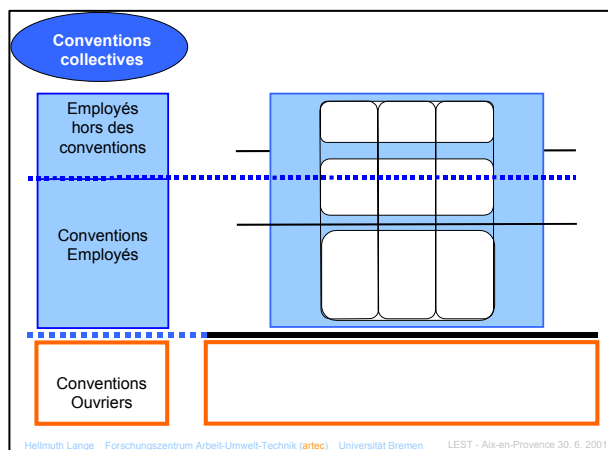 Conventions
collectives
Employés
hors des
conventions
Conventions
Employés
Conventions
Ouvriers
Hellmuth Lange Forschungszentrum Arbeit-Umwelt-Technik (artec) Universität Bremen LEST - Aix-en-Provence 30. 6. 2001